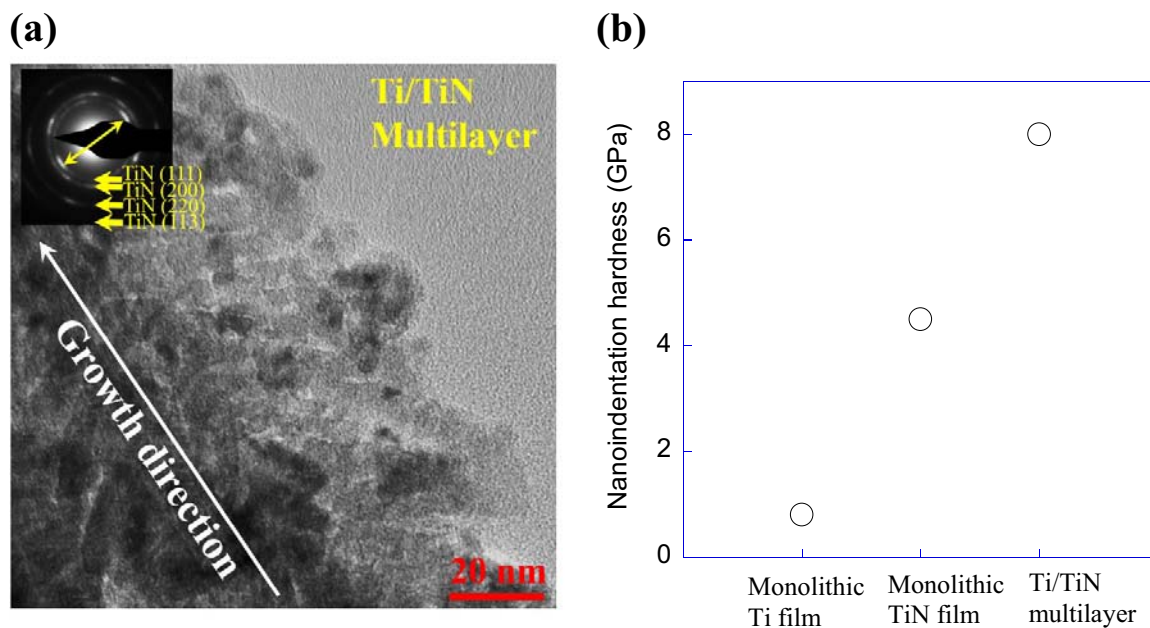 (a)
Ti/TiN
Multilayer
TiN (111)
TiN (200)
TiN (220)
TiN (113)
Growth direction
20 nm
(b)
Nanoindentation hardness (GPa)
8
6
4
2
0
Monolithic
Ti film
Monolithic
TiN film
Ti/TiN
multilayer